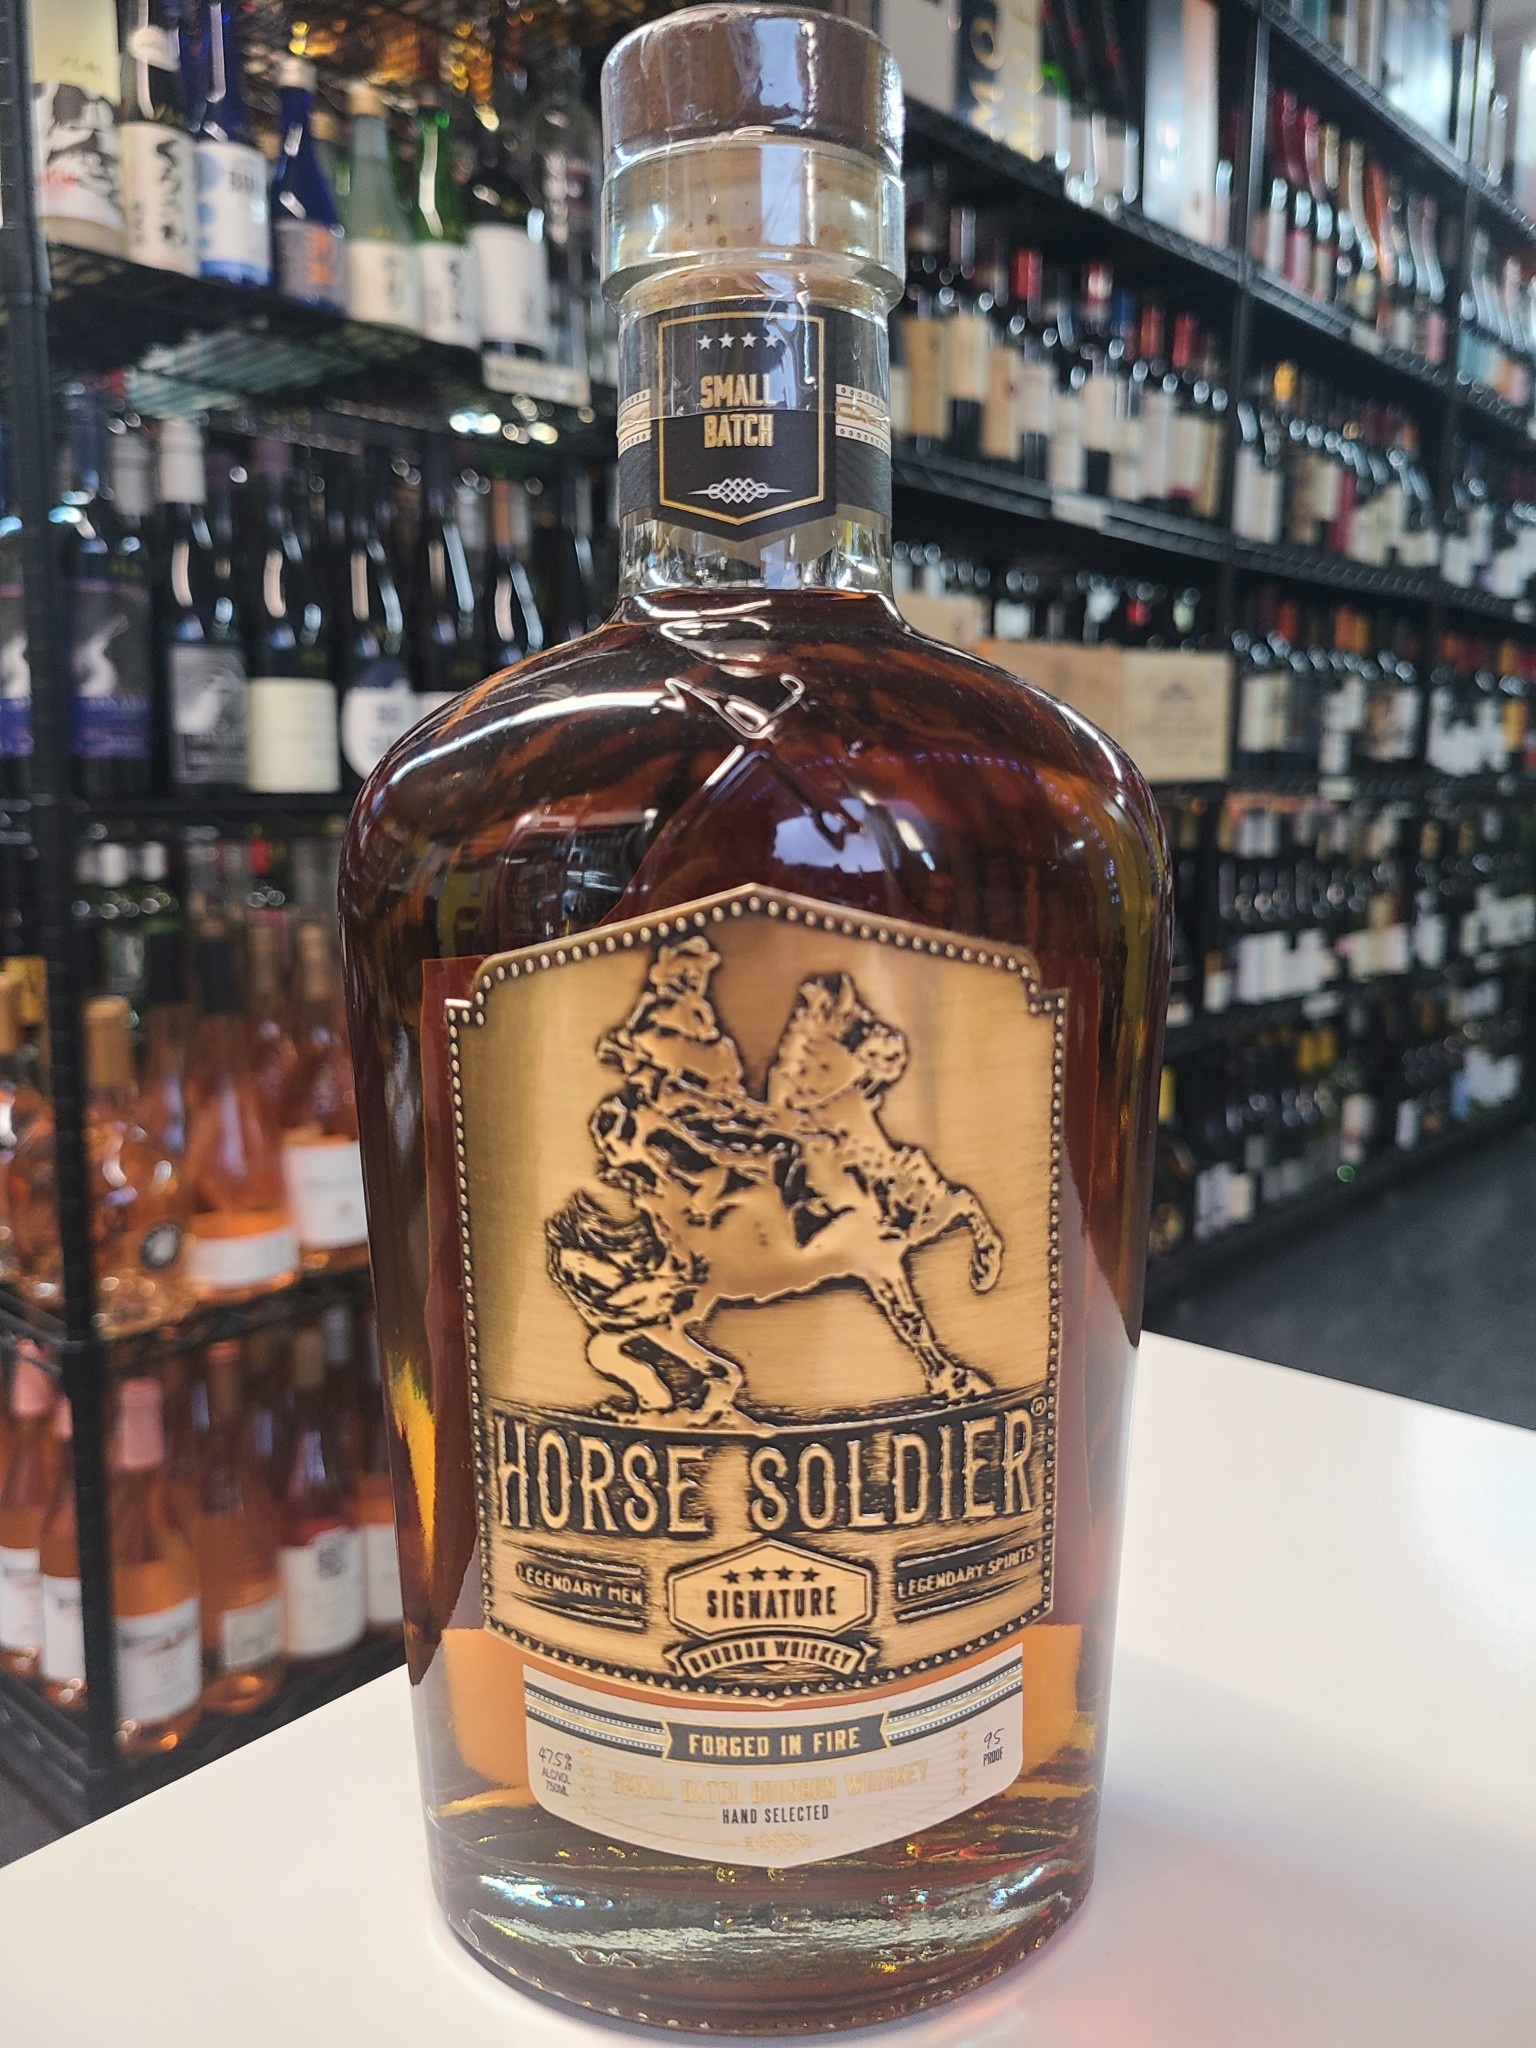 SMALL
BATCH
HORSE SOLDIER®
LEGENDARY MEN
SIGNATURE
LEGENDARY SPIRITS
BOURBON WHISKEY
FORGED IN FIRE
47.5%
ALC/VOL
750ML
95
PROOF
SMALL BATCH BOURBON WHISKEY
HAND SELECTED